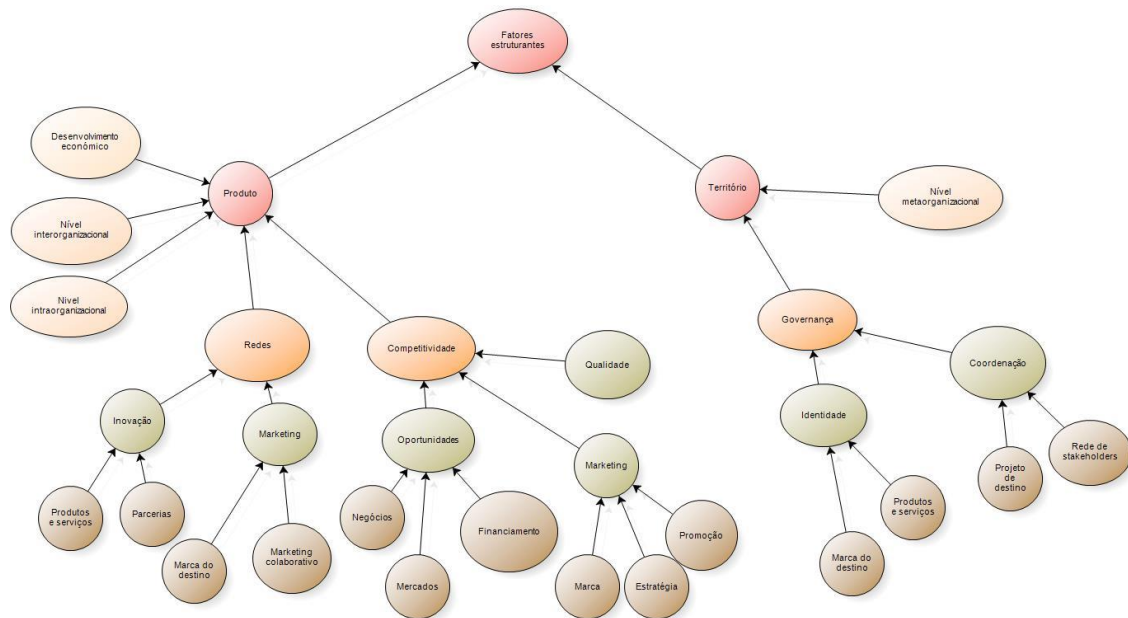 Fatores
estruturantes
Desenvolvimento
económico
Produto
Território
Nível
metaorganizacional
Nível
interorganizacional
Nivel
intraorganizacional
Redes
Competitividade
Qualidade
Governança
Coordenação
Inovação
Marketing
Oportunidades
Marketing
Identidade
Produtos
e serviços
Parcerias
Marca do
destino
Marketing
colaborativo
Negócios
Mercados
Financiamento
Marca
Estratégia
Promoção
Marca do
destino
Produtos
e serviços
Projeto
de
destino
Rede de
stakeholders